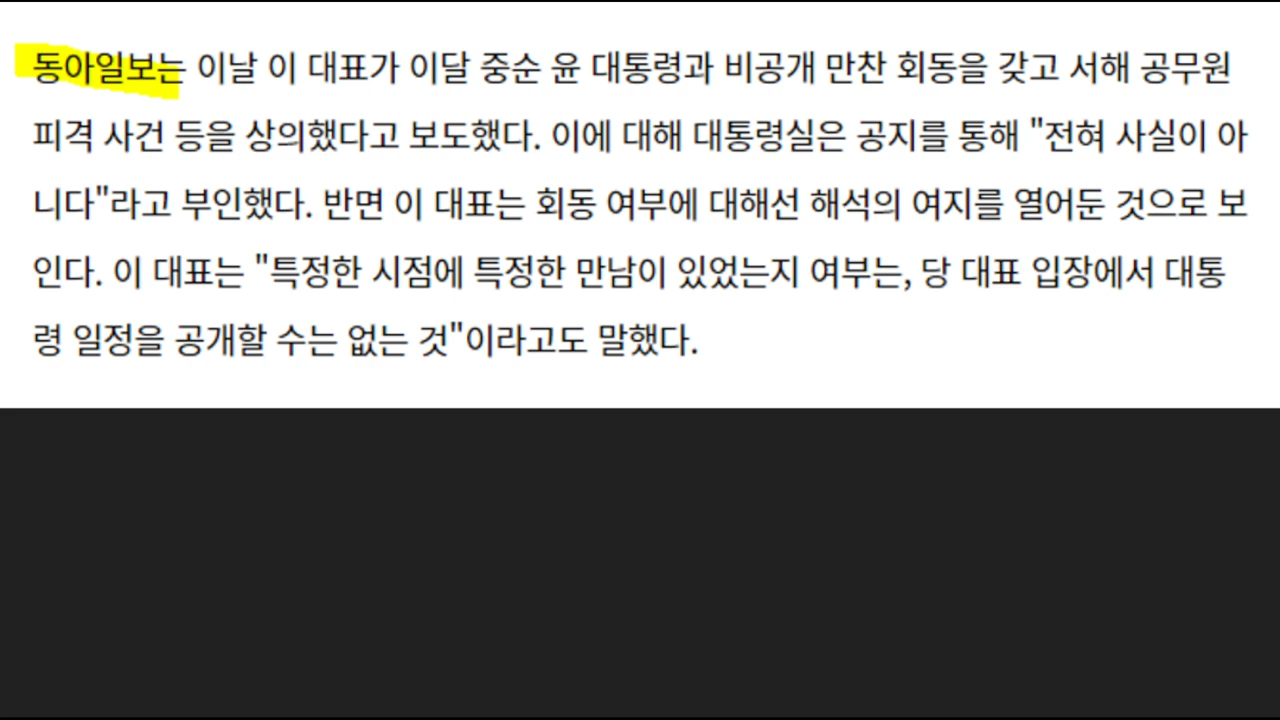 동아일보는 이날 이 대표가 이달 중순 윤 대통령과 비공개 만찬 회동을 갖고 서해 공무원
피격 사건 등을 상의했다고 보도했다. 이에 대해 대통령실은 공지를 통해 "전혀 사실이 아
니다"라고 부인했다. 반면 이 대표는 회동 여부에 대해선 해석의 여지를 열어둔 것으로 보
인다. 이 대표는 "특정한 시점에 특정한 만남이 있었는지 여부는, 당 대표 입장에서 대통
령 일정을 공개할 수는 없는 것"이라고도 말했다.